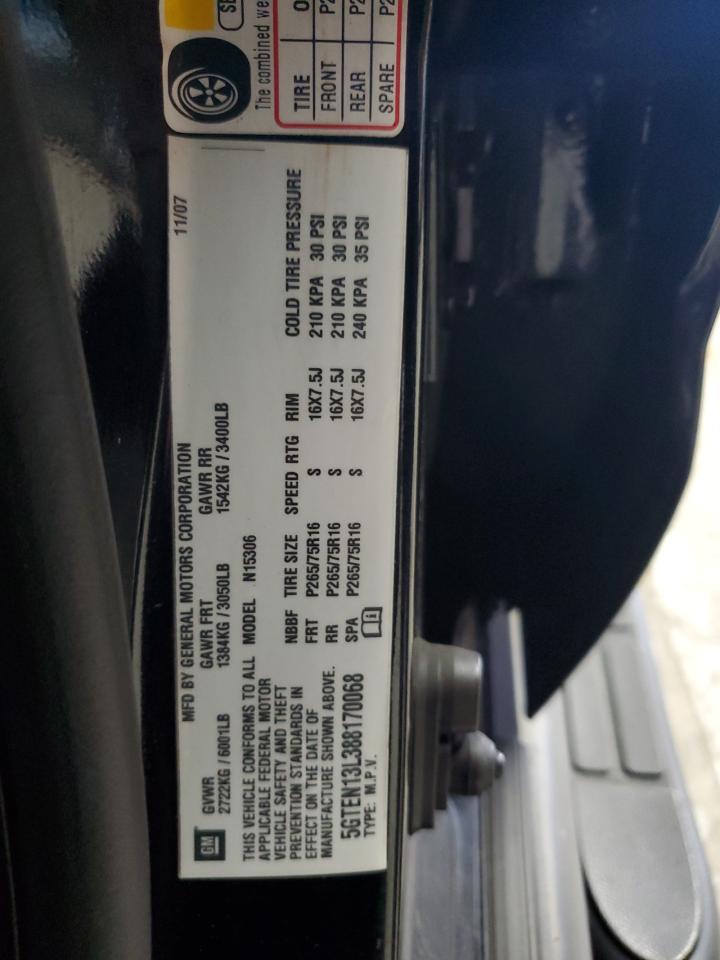 MFD BY GENERAL MOTORS CORPORATION
11/07
GM
GVWR GAWR FRT GAWR RR
2722KG / 6001LB 1384KG / 3050LB 1542KG / 3400LB
THIS VEHICLE CONFORMS TO ALL
APPLICABLE FEDERAL MOTOR
VEHICLE SAFETY AND THEFT
PREVENTION STANDARDS IN
EFFECT ON THE DATE OF
MANUFACTURE SHOWN ABOVE.
5GTEN13L388170068
TYPE: M.P.V.
MODEL N15306
NBBF TIRE SIZE SPEED RTG RIM COLD TIRE PRESSURE
FRT P265/75R16 S 16X7.5J 210 KPA 30 PSI
RR P265/75R16 S 16X7.5J 210 KPA 30 PSI
SPA P265/75R16 S 16X7.5J 240 KPA 35 PSI
The combined we
TIRE
FRONT P2
REAR P2
SPARE P2